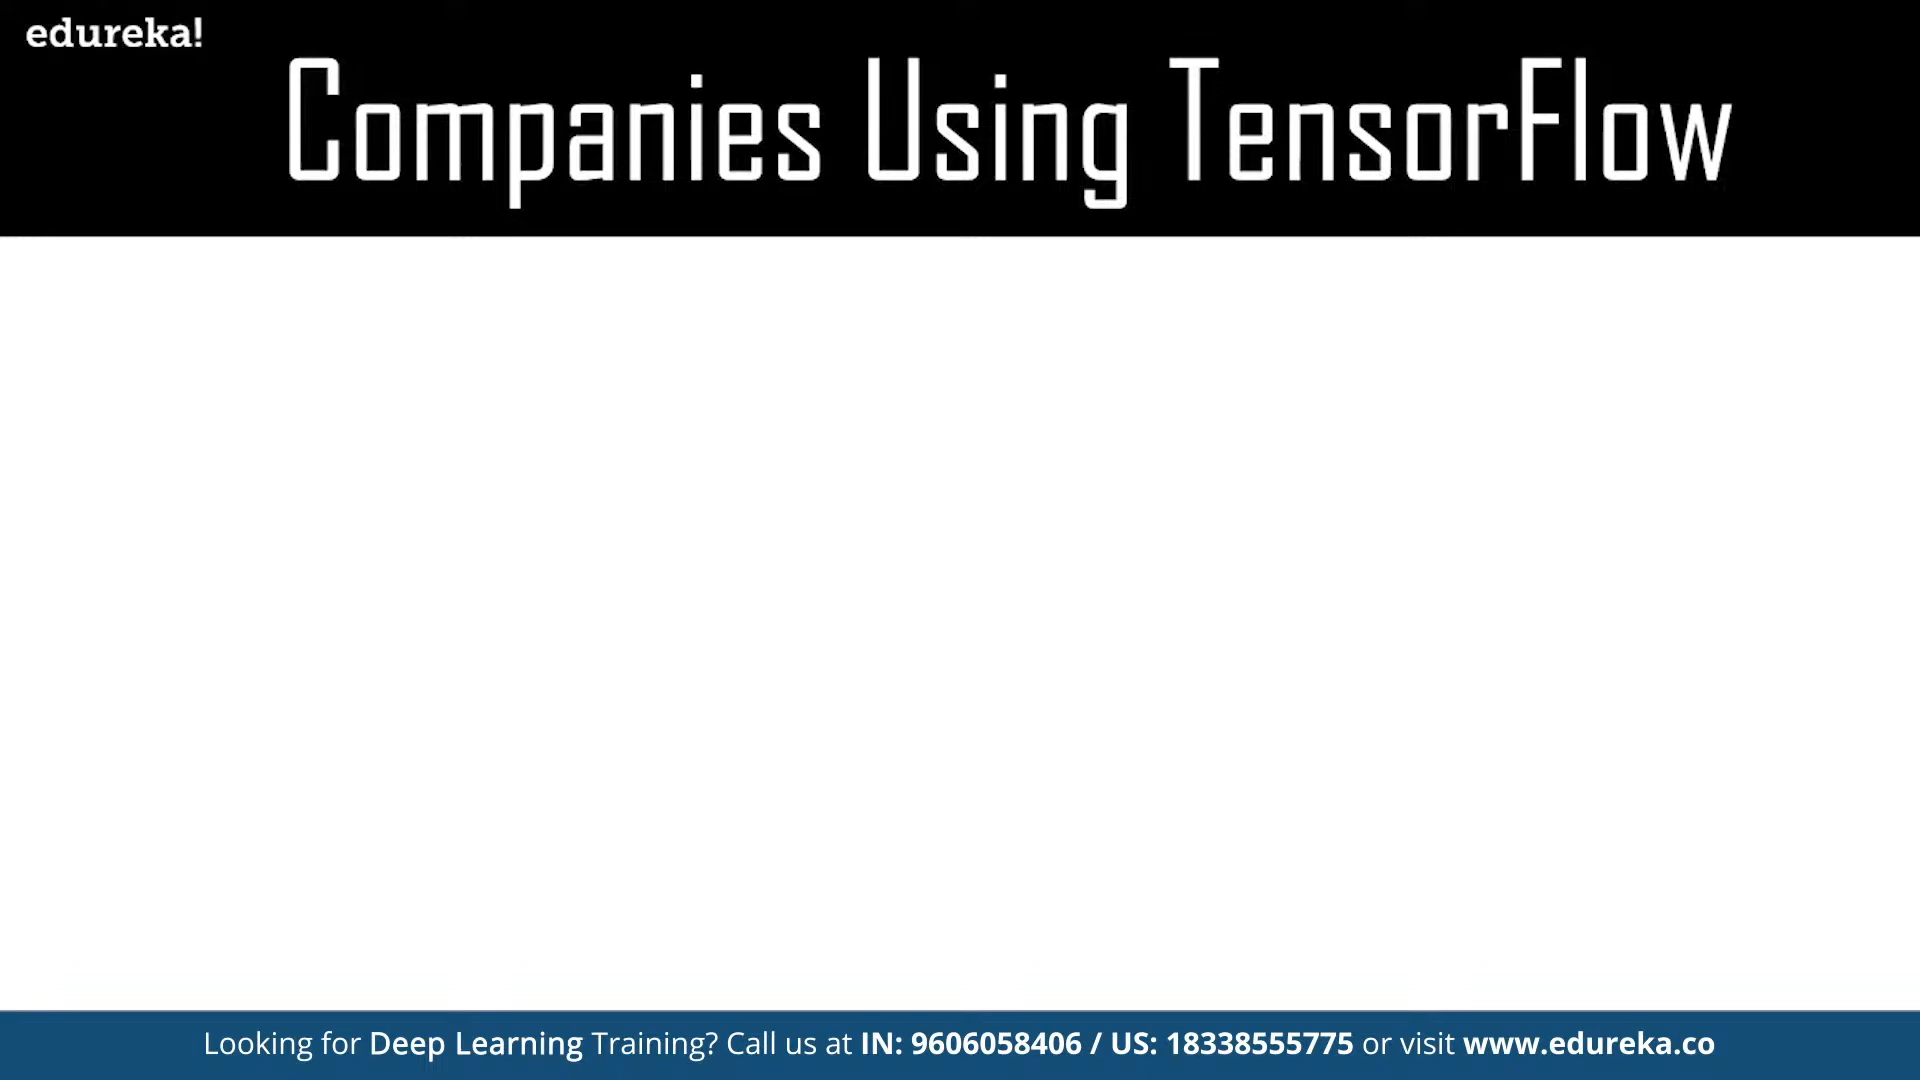 edureka!
Companies Using TensorFlow
Looking for Deep Learning Training? Call us at IN: 9606058406 / US: 18338555775 or visit www.edureka.co